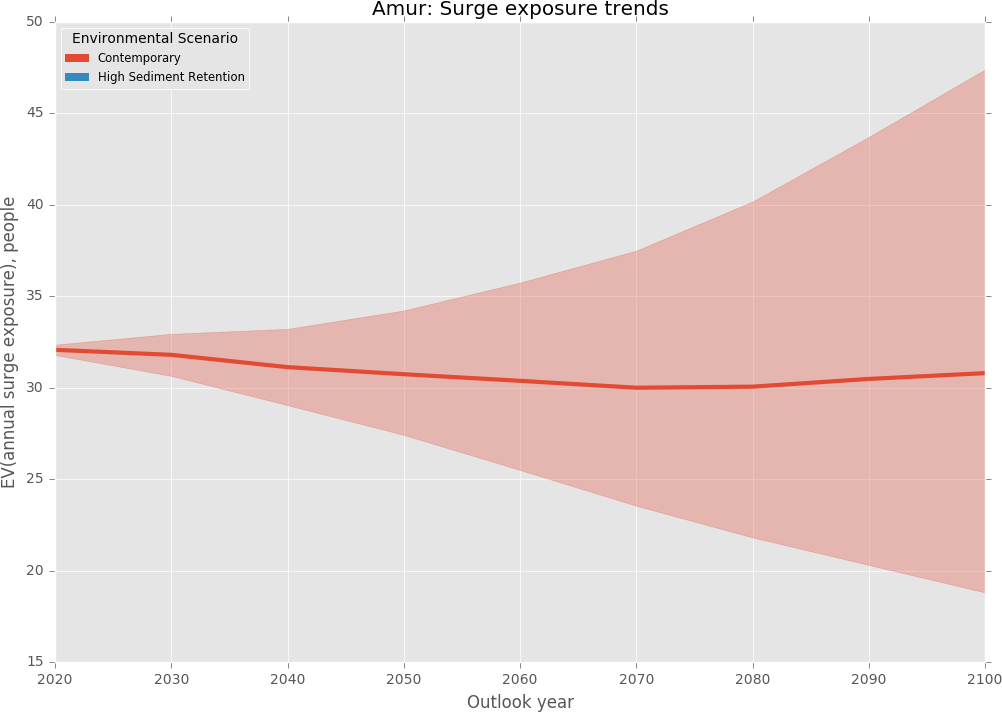 Amur: Surge exposure trends
Environmental Scenario
Contemporary
High Sediment Retention
EV(annual surge exposure), people
50
45
40
35
30
25
20
15
2020 2030 2040 2050 2060 2070 2080 2090 2100
Outlook year